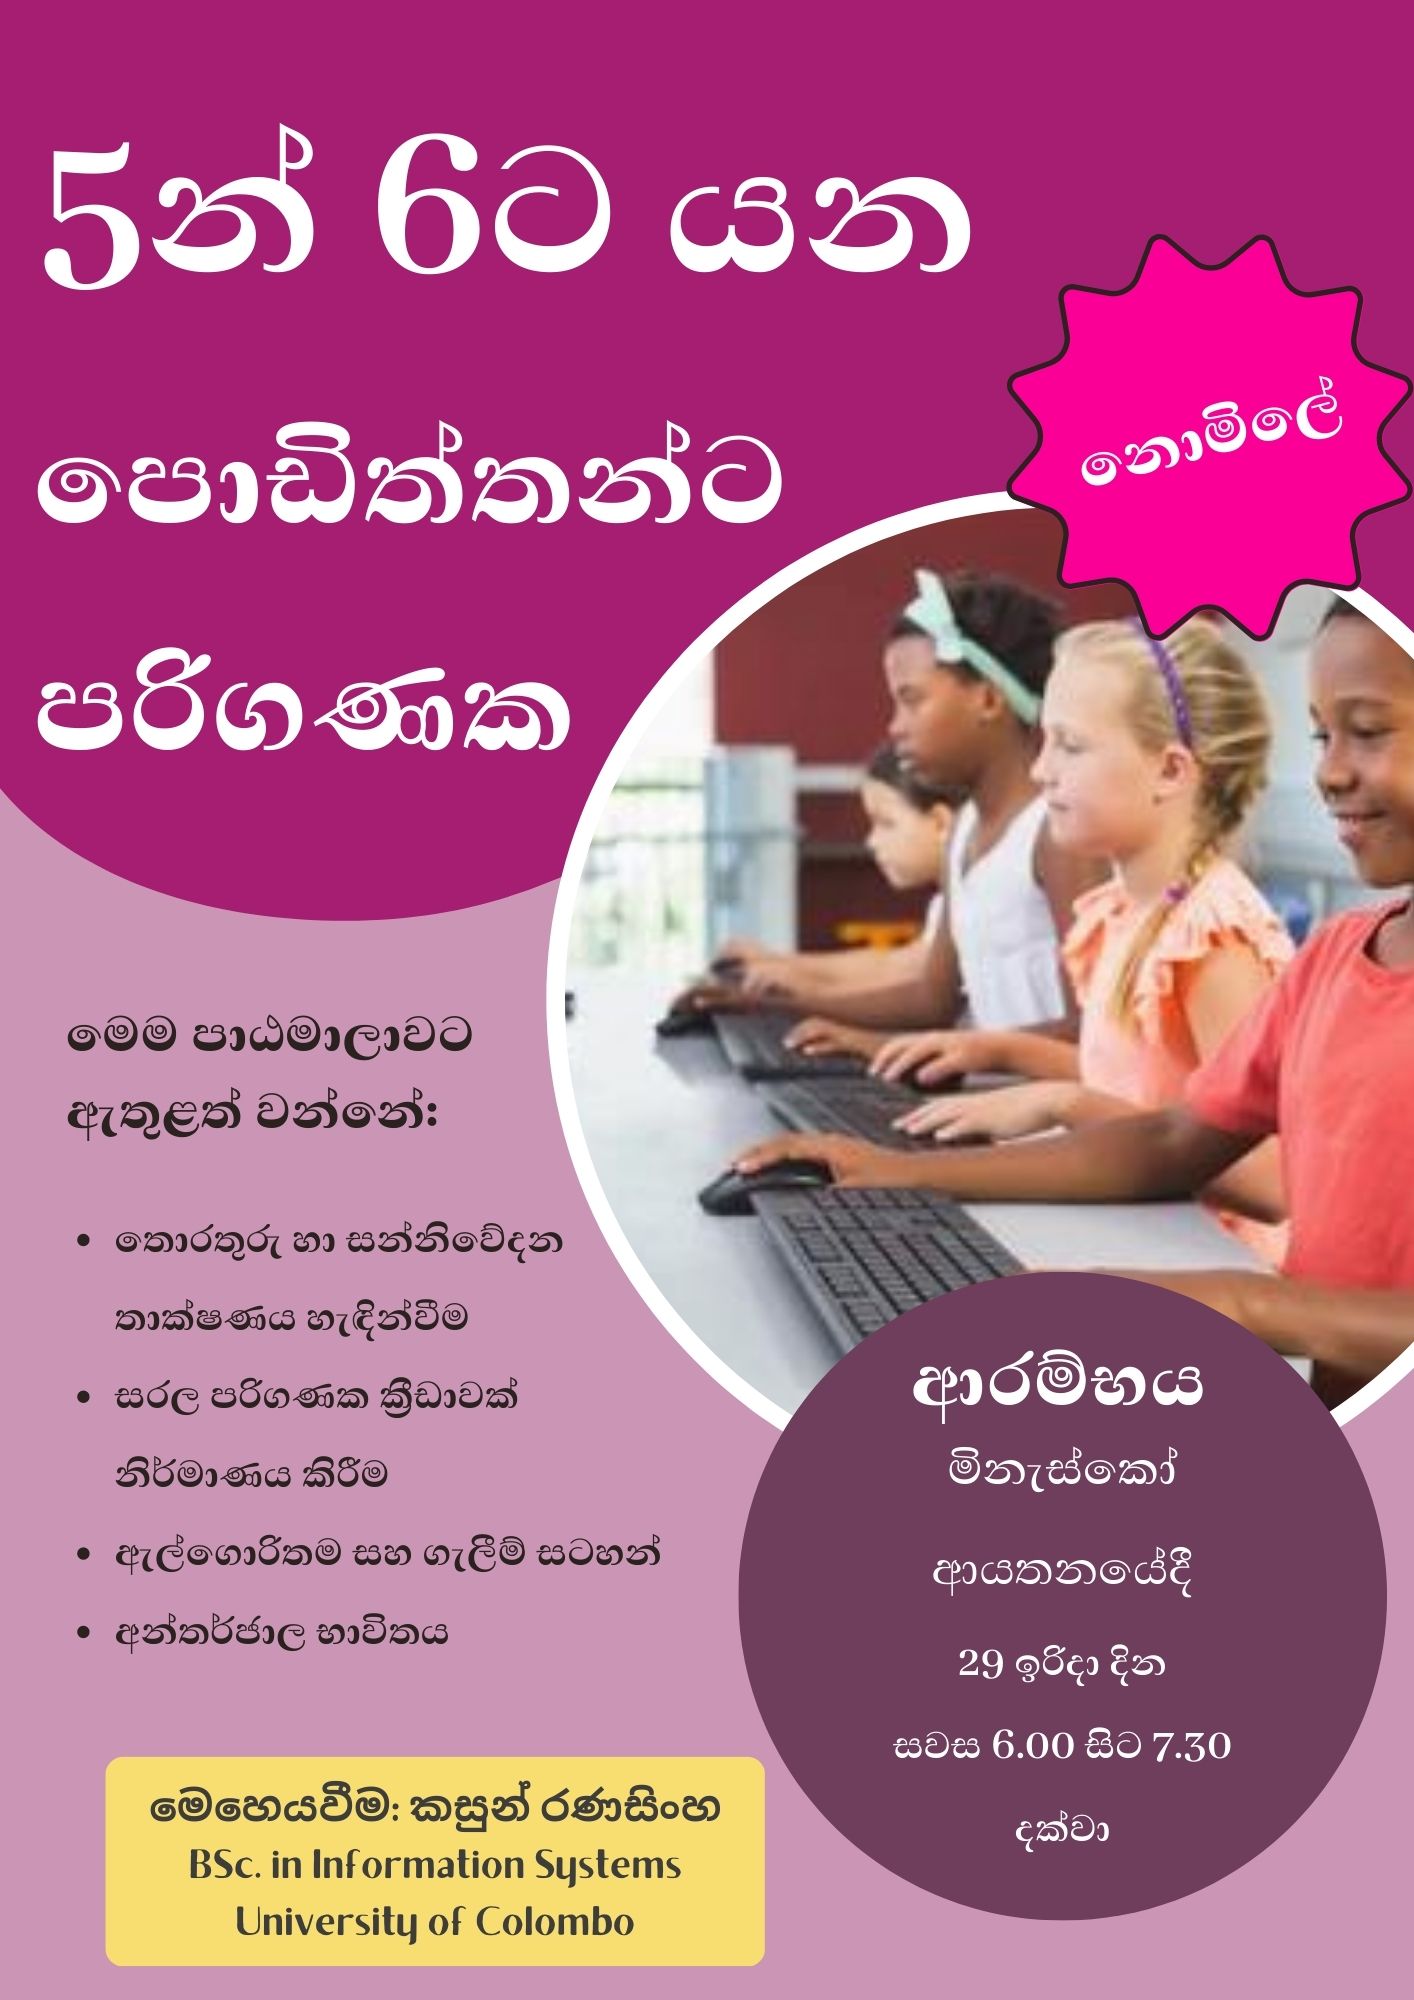 5න් 6ට යන
නොමිලේ
පොඩිත්තන්ට
පරිගණක
මෙම පාඨමාලාවට
ඇතුළත් වන්නේ:
• තොරතුරු හා සන්නිවේදන
තාක්ෂණය හැඳින්වීම
• සරල පරිගණක ක්‍රීඩාවක්
නිර්මාණය කිරීම
• ඇල්ගොරිතම සහ ගැලීම් සටහන්
• අන්තර්ජාල භාවිතය
ආරම්භය
මිනැස්කෝ
ආයතනයේදී
29 ඉරිදා දින
සවස 6.00 සිට 7.30
දක්වා
මෙහෙයවීම: කසුන් රණසිංහ
BSc. in Information Systems
University of Colombo